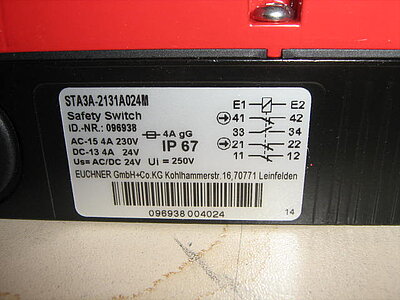 STA3A-2131A024M
Safety Switch
ID.-NR.: 096938
AC-15 4A 230V
DC-13 4A 24V
4A gG
IP 67
Us= AC/DC 24V Ui = 250V
EUCHNER GmbH+Co.KG Kohlhammerstr.16,70771 Leinfelden
E1 E2
41 42
33 34
21 22
11 12
096938 004024
14